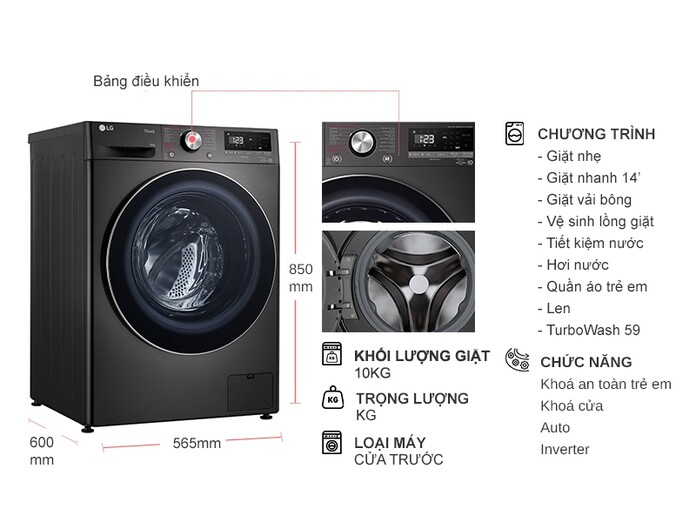 Bảng điều khiển
LG
ThinQ
1:23
850
mm
600
mm
565mm
KHỐI LƯỢNG GIẶT
10KG
KG
TRỌNG LƯỢNG
KG
LOẠI MÁY
CỬA TRƯỚC
CHƯƠNG TRÌNH
- Giặt nhẹ
- Giặt nhanh 14'
- Giặt vải bông
- Vệ sinh lồng giặt
- Tiết kiệm nước
- Hơi nước
- Quần áo trẻ em
- Len
- TurboWash 59
CHỨC NĂNG
Khoá an toàn trẻ em
Khoá cửa
Auto
Inverter